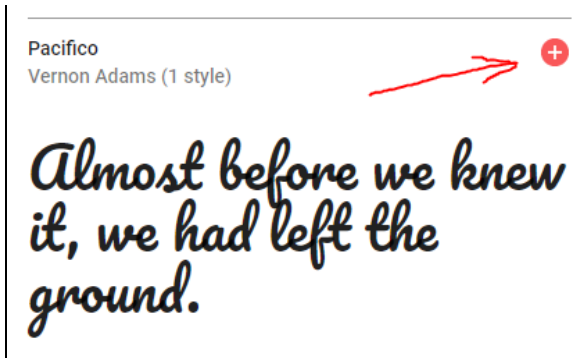 Pacifico
Vernon Adams (1 style)
Almost before we knew
it, we had left the
ground.